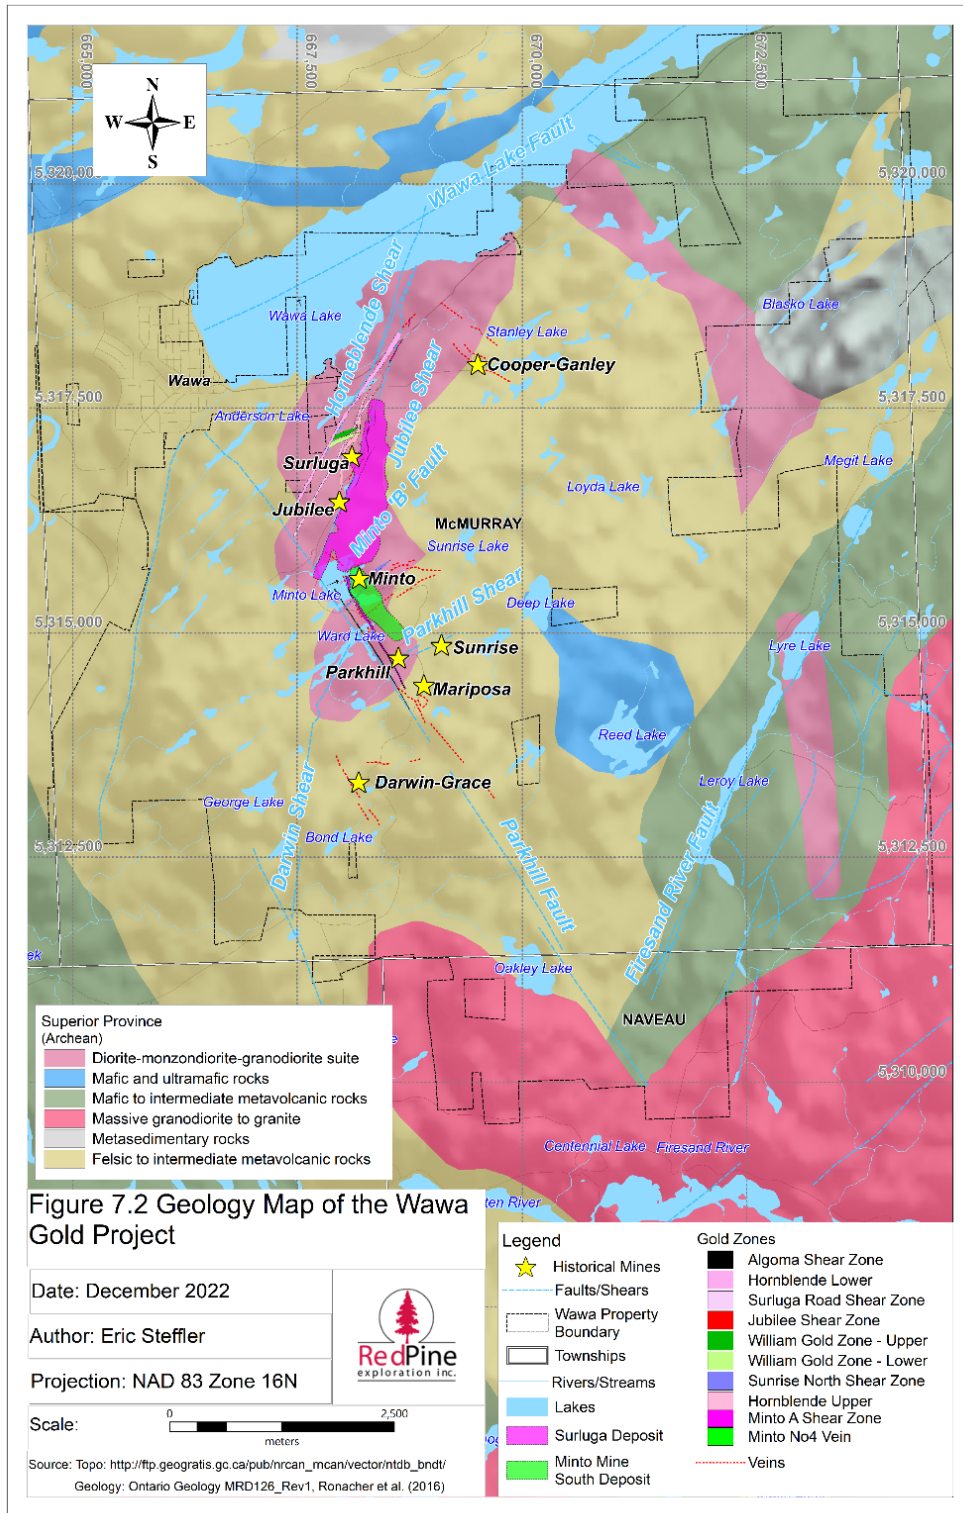 665,000
667,500
670,000
672,500
N
W E
S
5,320,000
5,320,000
Wawa Lake Fault
Hornblende Shear
Wawa Lake
Blasko Lake
Stanley Lake
Cooper-Ganley
Wawa
Jubilee Shear
5,317,500
5,317,500
Anderson Lake
Surluga
Megit Lake
Minto 'B' Fault
Loyda Lake
Jubilee
McMURRAY
Sunrise Lake
Minto
Minto Lake
Deep Lake
Parkhill Shear
5,315,000
5,315,000
Ward Lake
Sunrise
Lyre Lake
Parkhill
Mariposa
Reed Lake
Darwin-Grace
Leroy Lake
George Lake
Darwin Shear
Bond Lake
Parkhill Fault
5,312,500
5,312,500
Firesand River Fault
ek
Oakley Lake
NAVEAU
5,310,000
Centennial Lake
Firesand River
ten River
Superior Province
(Archean)
Diorite-monzondiorite-granodiorite suite
Mafic and ultramafic rocks
Mafic to intermediate metavolcanic rocks
Massive granodiorite to granite
Metasedimentary rocks
Felsic to intermediate metavolcanic rocks
Figure 7.2 Geology Map of the Wawa
Gold Project
Date: December 2022
Author: Eric Steffler
Projection: NAD 83 Zone 16N
RedPine
exploration inc.
Scale:
0 2,500
meters
Source: Topo: http://ftp.geogratis.gc.ca/pub/nrcan_rncan/vector/ntdb_bndt/
Geology: Ontario Geology MRD126_Rev1, Ronacher et al. (2016)
Legend
Historical Mines
Faults/Shears
Wawa Property
Boundary
Townships
Rivers/Streams
Lakes
Surluga Deposit
Minto Mine
South Deposit
Gold Zones
Algoma Shear Zone
Hornblende Lower
Surluga Road Shear Zone
Jubilee Shear Zone
William Gold Zone - Upper
William Gold Zone - Lower
Sunrise North Shear Zone
Hornblende Upper
Minto A Shear Zone
Minto No4 Vein
Veins